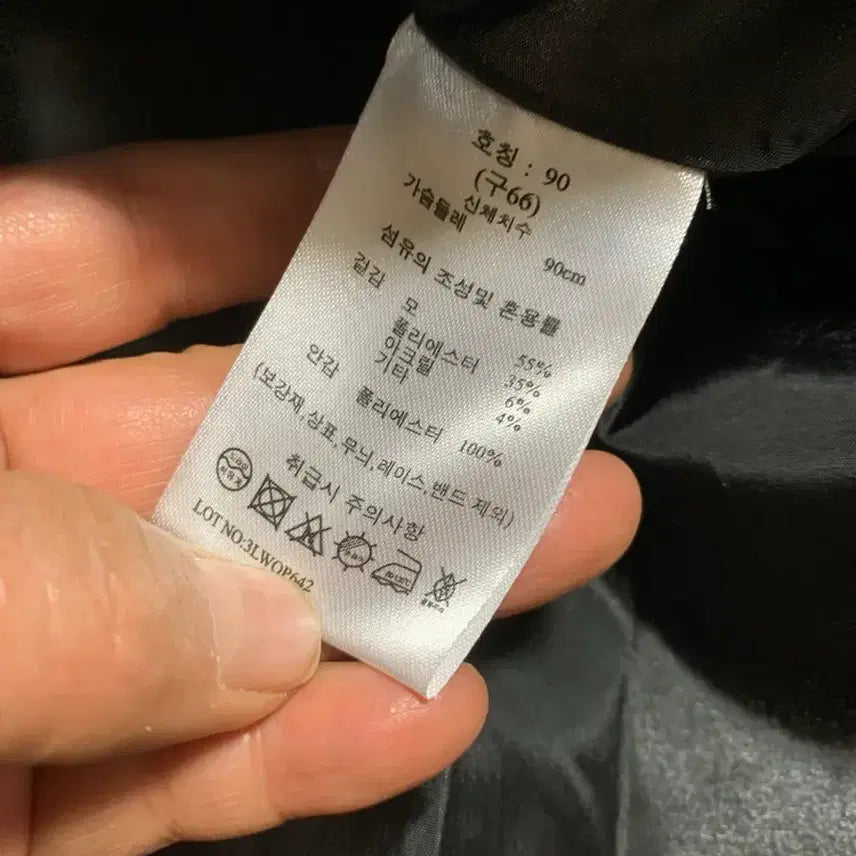 호칭 : 90
(구66)
신체치수
가슴둘레 90cm
섬유의 조성및 혼용률
겉감
모 55%
폴리에스터 35%
아크릴 6%
기타 4%
안감 폴리에스터 100%
(보강재,상표,무늬,레이스,밴드 제외)
취급시 주의사항
LOT NO:3LWOP642